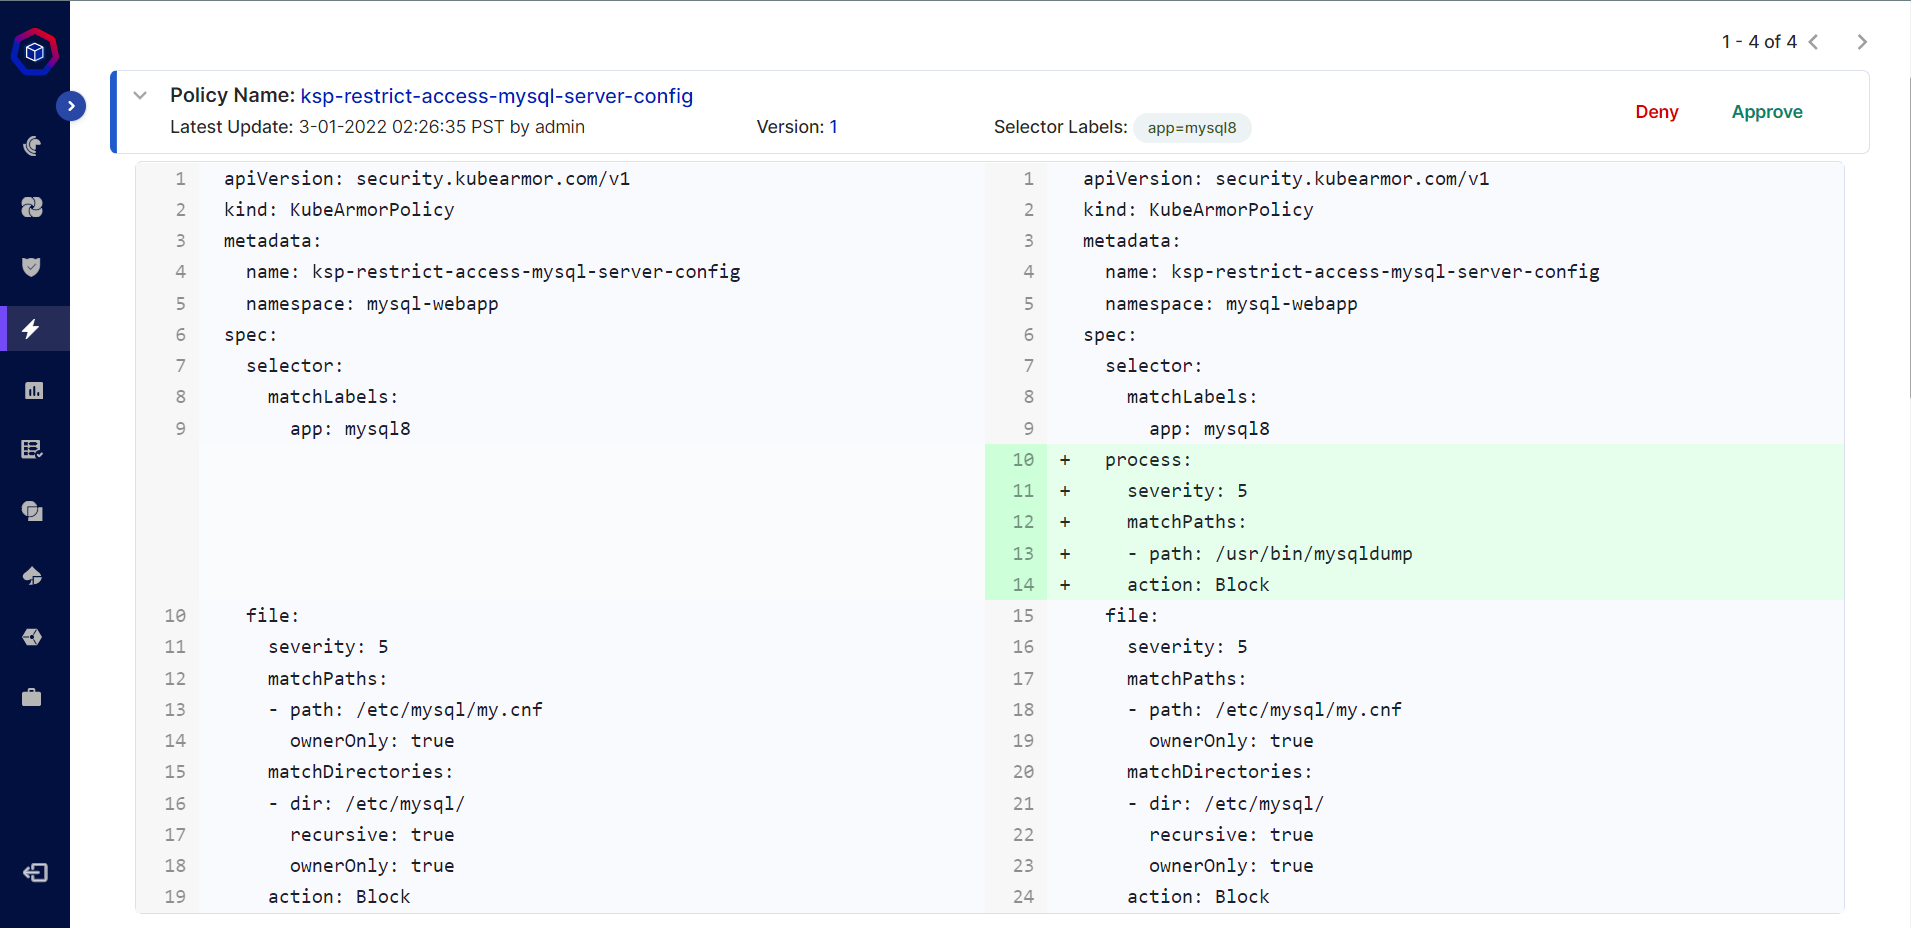 1 - 4 of 4
Policy Name: ksp-restrict-access-mysql-server-config
Latest Update: 3-01-2022 02:26:35 PST by admin
Version: 1
Selector Labels: app=mysql8
Deny
Approve
1 apiVersion: security.kubearmor.com/v1
2 kind: KubeArmorPolicy
3 metadata:
4   name: ksp-restrict-access-mysql-server-config
5   namespace: mysql-webapp
6 spec:
7   selector:
8     matchLabels:
9       app: mysql8
10   file:
11     severity: 5
12     matchPaths:
13     - path: /etc/mysql/my.cnf
14       ownerOnly: true
15     matchDirectories:
16     - dir: /etc/mysql/
17       recursive: true
18       ownerOnly: true
19     action: Block
1 apiVersion: security.kubearmor.com/v1
2 kind: KubeArmorPolicy
3 metadata:
4   name: ksp-restrict-access-mysql-server-config
5   namespace: mysql-webapp
6 spec:
7   selector:
8     matchLabels:
9       app: mysql8
10 +   process:
11 +     severity: 5
12 +     matchPaths:
13 +     - path: /usr/bin/mysqldump
14 +     action: Block
15   file:
16     severity: 5
17     matchPaths:
18     - path: /etc/mysql/my.cnf
19       ownerOnly: true
20     matchDirectories:
21     - dir: /etc/mysql/
22       recursive: true
23       ownerOnly: true
24     action: Block